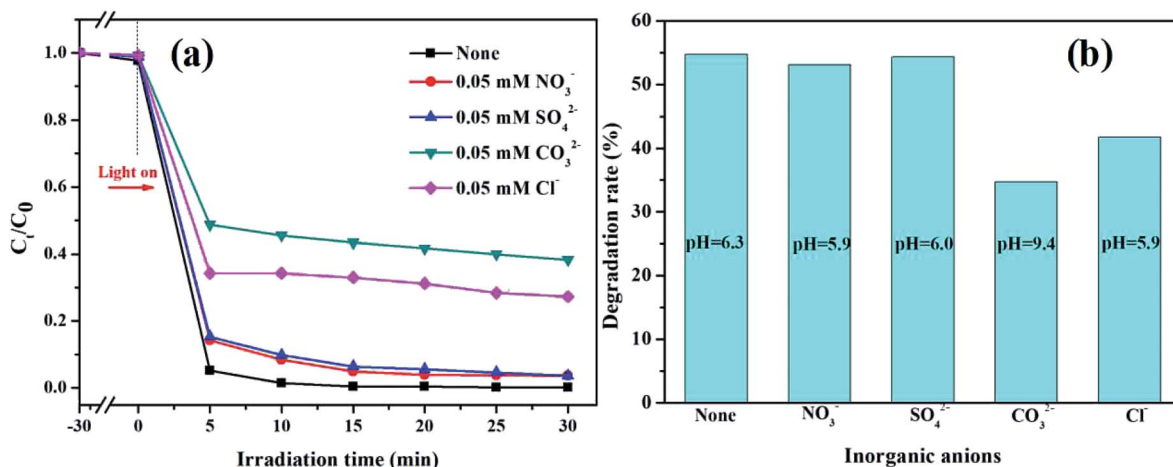 (a)
None
0.05 mM NO₃⁻
0.05 mM SO₄²⁻
0.05 mM CO₃²⁻
0.05 mM Cl⁻
Light on
Cₜ/C₀
1.0
0.8
0.6
0.4
0.2
0.0
-30 0 5 10 15 20 25 30
Irradiation time (min)
(b)
Degradation rate (%)
60
50
40
30
20
10
0
pH=6.3 pH=5.9 pH=6.0 pH=9.4 pH=5.9
None NO₃⁻ SO₄²⁻ CO₃²⁻ Cl⁻
Inorganic anions